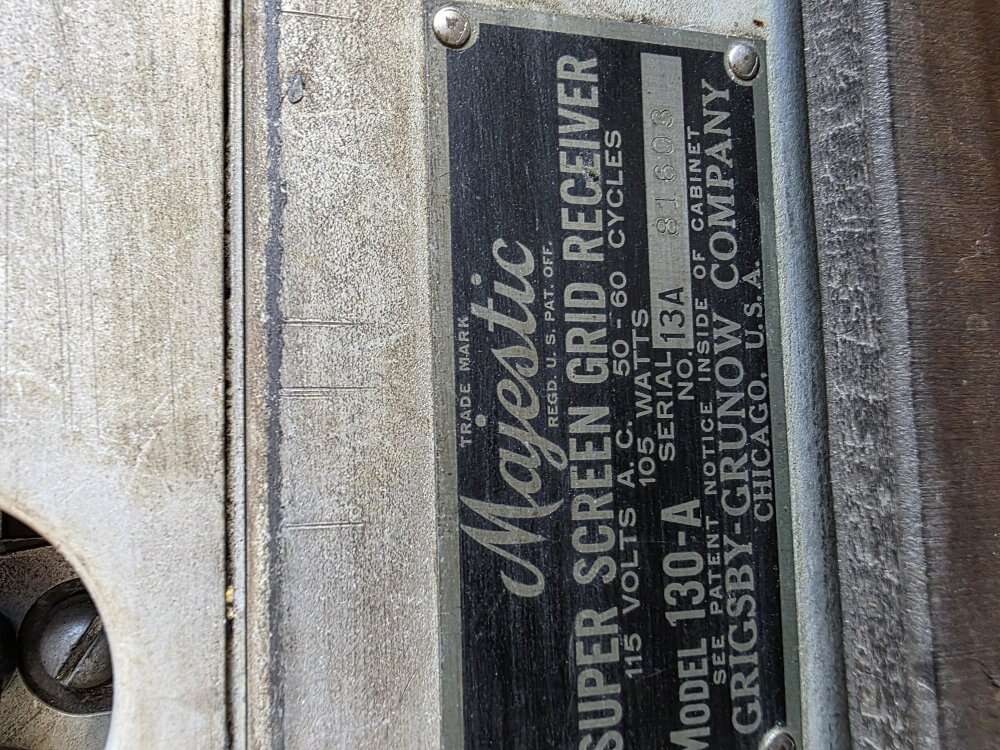 TRADE MARK
Majestic
REGD. U. S. PAT. OFF.
SUPER SCREEN GRID RECEIVER
115 VOLTS A. C. 50 - 60 CYCLES
105 WATTS
MODEL 130-A SERIAL NO. 13A 81603
SEE PATENT NOTICE INSIDE OF CABINET
GRIGSBY-GRUNOW COMPANY
CHICAGO, U. S. A.